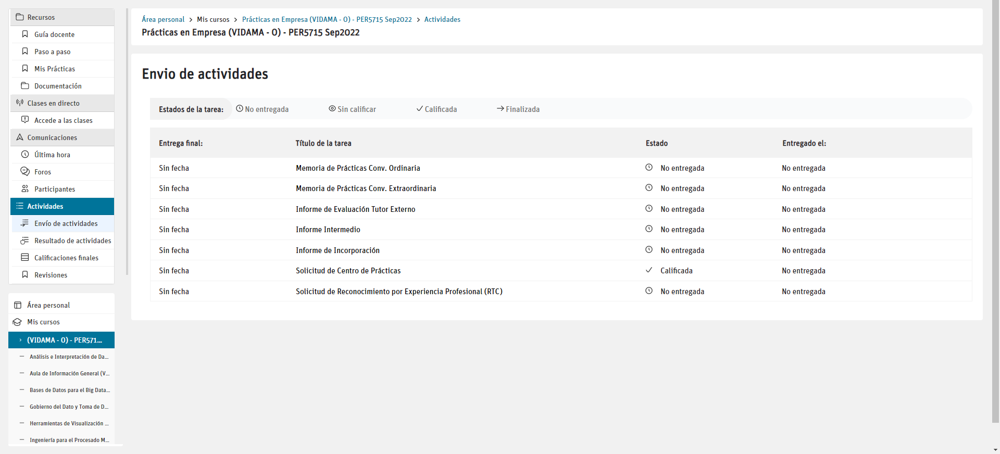 Recursos
Guía docente
Paso a paso
Mis Prácticas
Documentación
Clases en directo
Accede a las clases
Comunicaciones
Última hora
Foros
Participantes
Actividades
Envío de actividades
Resultado de actividades
Calificaciones finales
Revisiones
Área personal
Mis cursos
(VIDAMA - O) - PER571...
Análisis e Interpretación de Da...
Aula de Información General (V...
Bases de Datos para el Big Data...
Gobierno del Dato y Toma de D...
Herramientas de Visualización ...
Ingeniería para el Procesado M...
Área personal > Mis cursos > Prácticas en Empresa (VIDAMA - O) - PER5715 Sep2022 > Actividades
Prácticas en Empresa (VIDAMA - O) - PER5715 Sep2022
Envio de actividades
Estados de la tarea: No entregada Sin calificar Calificada Finalizada
Entrega final: Título de la tarea Estado Entregado el:
Sin fecha Memoria de Prácticas Conv. Ordinaria No entregada No entregada
Sin fecha Memoria de Prácticas Conv. Extraordinaria No entregada No entregada
Sin fecha Informe de Evaluación Tutor Externo No entregada No entregada
Sin fecha Informe Intermedio No entregada No entregada
Sin fecha Informe de Incorporación No entregada No entregada
Sin fecha Solicitud de Centro de Prácticas Calificada No entregada
Sin fecha Solicitud de Reconocimiento por Experiencia Profesional (RTC) No entregada No entregada